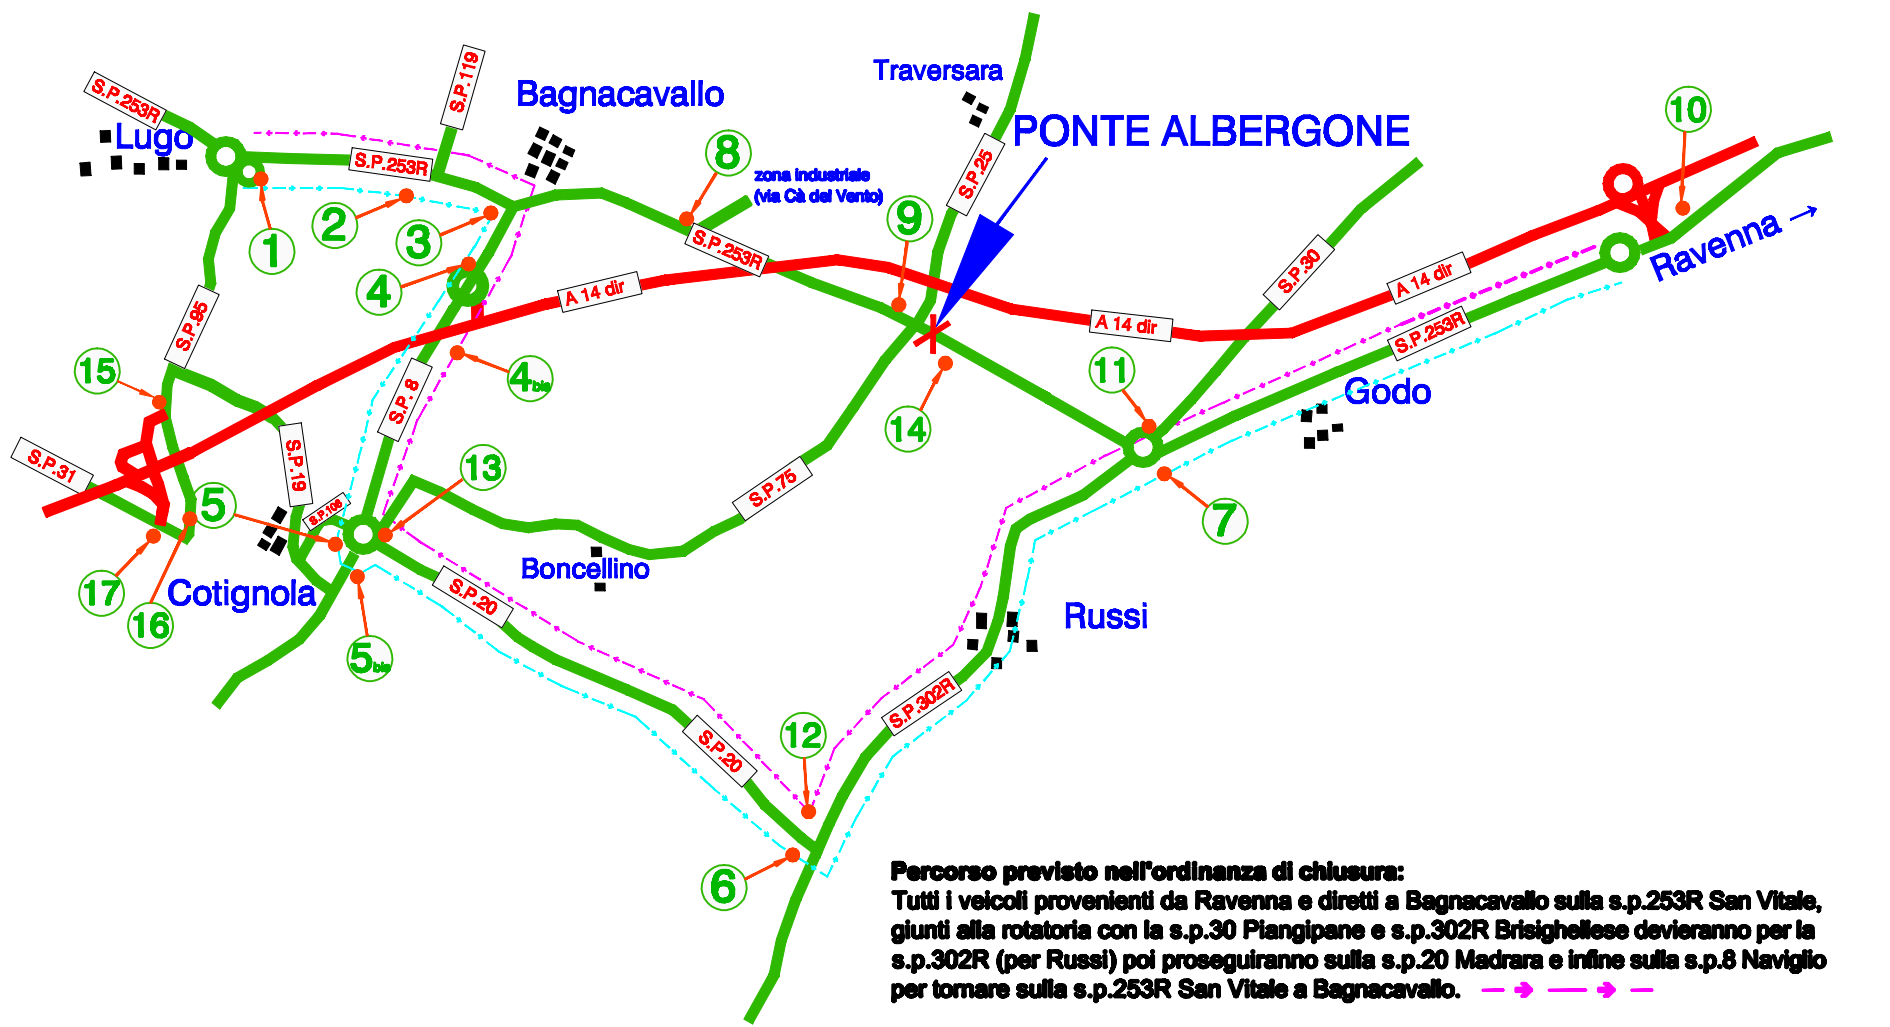 S.P.253R
S.P.119
Bagnacavallo
Traversara
PONTE ALBERGONE
10
Lugo
S.P.253R
8
zona industriale
(via Cà del Vento)
S.P.25
9
1
2
3
4
S.P.253R
A 14 dir
A 14 dir
S.P.30
A 14 dir
S.P.253R
Ravenna →
S.P.95
15
4bis
S.P. 8
11
14
Godo
S.P.31
S.P.19
S.P.108
5
13
S.P.75
7
17
16
Cotignola
5bis
Boncellino
S.P.20
Russi
S.P.20
12
S.P.302R
6
Percorso previsto nell'ordinanza di chiusura:
Tutti i veicoli provenienti da Ravenna e diretti a Bagnacavallo sulla s.p.253R San Vitale,
giunti alla rotatoria con la s.p.30 Piangipane e s.p.302R Brisighellese devieranno per la
s.p.302R (per Russi) poi proseguiranno sulla s.p.20 Madrara e infine sulla s.p.8 Naviglio
per tornare sulla s.p.253R San Vitale a Bagnacavallo.